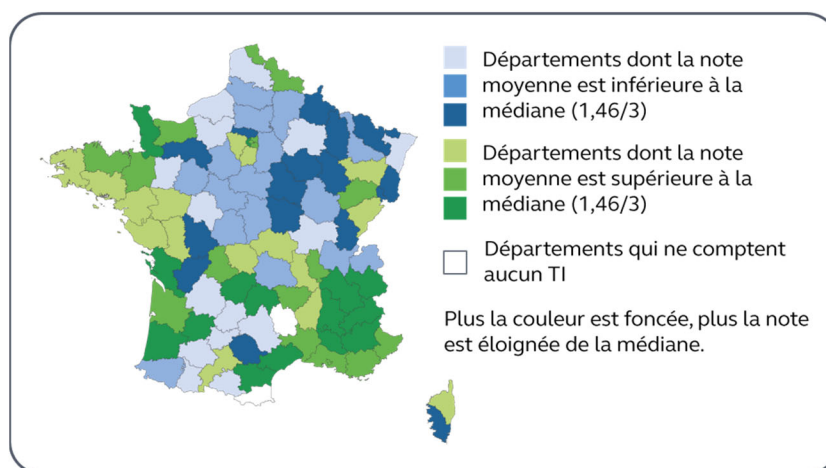 Départements dont la note
moyenne est inférieure à la
médiane (1,46/3)
Départements dont la note
moyenne est supérieure à la
médiane (1,46/3)
Départements qui ne comptent
aucun TI
Plus la couleur est foncée, plus la note
est éloignée de la médiane.